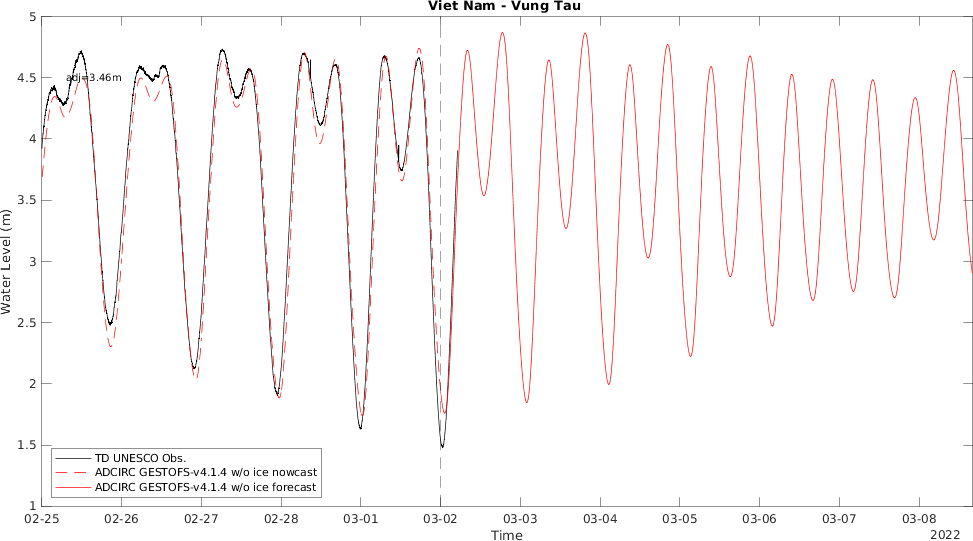 Viet Nam - Vung Tau
5
4.5
4
3.5
3
2.5
2
1.5
1
Water Level (m)
adj=3.46m
TD UNESCO Obs.
ADCIRC GESTOFS-v4.1.4 w/o ice nowcast
ADCIRC GESTOFS-v4.1.4 w/o ice forecast
02-25 02-26 02-27 02-28 03-01 03-02 03-03 03-04 03-05 03-06 03-07 03-08
Time
2022